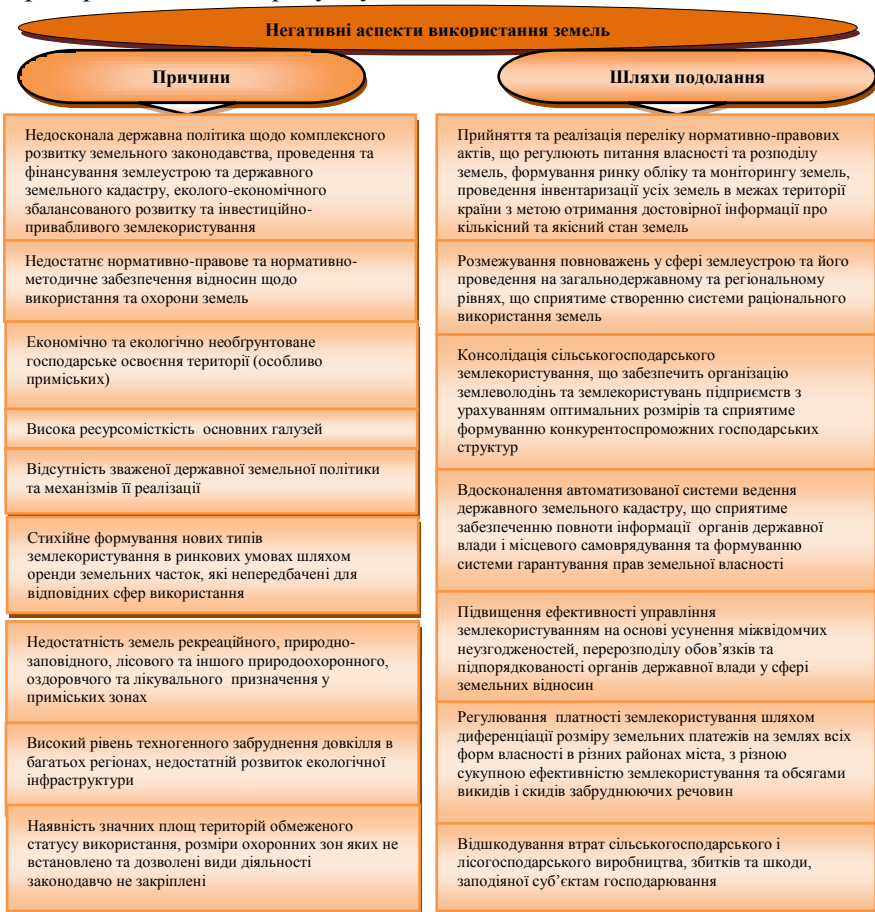 Негативні аспекти використання земель
Причини
Шляхи подолання
Недосконала державна політика щодо комплексного
розвитку земельного законодавства, проведення та
фінансування землеустрою та державного
земельного кадастру, еколого-економічного
збалансованого розвитку та інвестиційно-
привабливого землекористування
Недостатнє нормативно-правове та нормативно-
методичне забезпечення відносин щодо
використання та охорони земель
Економічно та екологічно необґрунтоване
господарське освоєння території (особливо
приміських)
Висока ресурсомісткість основних галузей
Відсутність зваженої державної земельної політики
та механізмів її реалізації
Стихійне формування нових типів
землекористування в ринкових умовах шляхом
оренди земельних часток, які непередбачені для
відповідних сфер використання
Недостатність земель рекреаційного, природно-
заповідного, лісового та іншого природоохоронного,
оздоровчого та лікувального призначення у
приміських зонах
Високий рівень техногенного забруднення довкілля в
багатьох регіонах, недостатній розвиток екологічної
інфраструктури
Наявність значних площ територій обмеженого
статусу використання, розміри охоронних зон яких не
встановлено та дозволені види діяльності
законодавчо не закріплені
Прийняття та реалізація переліку нормативно-правових
актів, що регулюють питання власності та розподілу
земель, формування ринку обліку та моніторингу земель,
проведення інвентаризації усіх земель в межах території
країни з метою отримання достовірної інформації про
кількісний та якісний стан земель
Розмежування повноважень у сфері землеустрою та його
проведення на загальнодержавному та регіональному
рівнях, що сприятиме створенню системи раціонального
використання земель
Консолідація сільськогосподарського
землекористування, що забезпечить організацію
землеволодінь та землекористувань підприємств з
урахуванням оптимальних розмірів та сприятиме
формуванню конкурентоспроможних господарських
структур
Вдосконалення автоматизованої системи ведення
державного земельного кадастру, що сприятиме
забезпеченню повноти інформації органів державної
влади і місцевого самоврядування та формуванню
системи гарантування прав земельної власності
Підвищення ефективності управління
землекористуванням на основі усунення міжвідомчих
неузгодженостей, перерозподілу обов’язків та
підпорядкованості органів державної влади у сфері
земельних відносин
Регулювання платності землекористування шляхом
диференціації розміру земельних платежів на землях всіх
форм власності в різних районах міста, з різною
сукупною ефективністю землекористування та обсягами
викидів і скидів забруднюючих речовин
Відшкодування втрат сільськогосподарського і
лісогосподарського виробництва, збитків та шкоди,
заподіяної суб’єктам господарювання